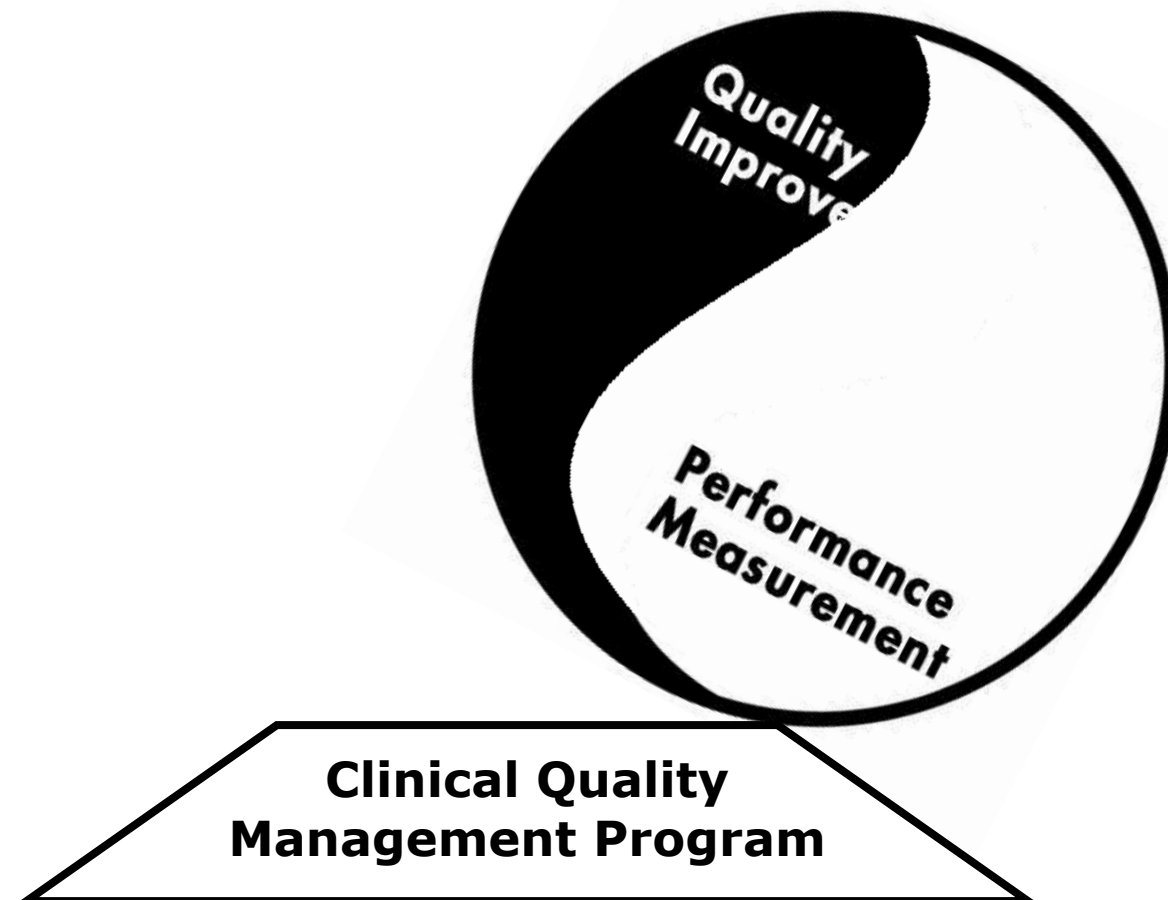 Quality
Improve
Performance
Measurement
Clinical Quality
Management Program